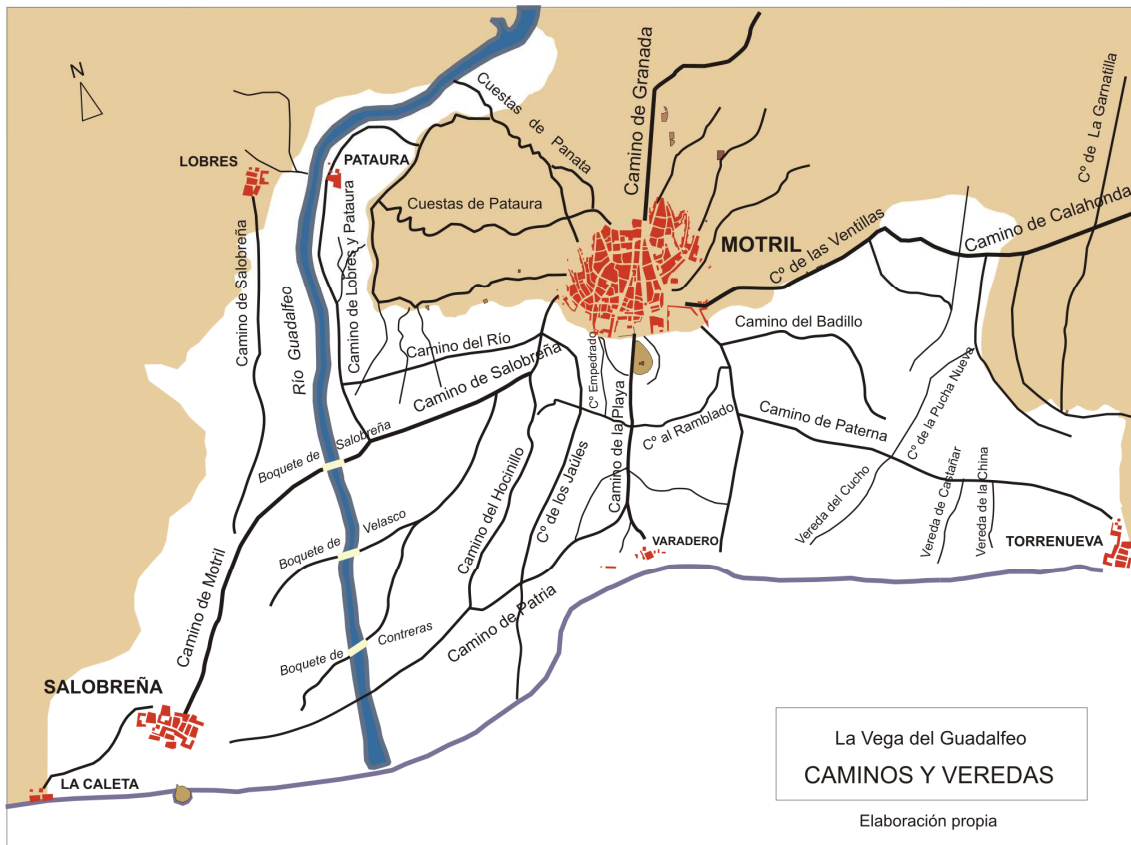 N
Cuestas de Panata
Camino de Granada
Cº de La Garnatilla
LOBRES
PATAURA
Cuestas de Pataura
MOTRIL
Cº de las Ventillas
Camino de Calahonda
Camino de Salobreña
Río Guadalfeo
Camino de Lobres y Pataura
Camino del Río
Camino de Salobreña
Cº Empedrado
Camino de la Playa
Camino del Badillo
Cº al Ramblado
Camino de Paterna
Cº de la Pucha Nueva
Boquete de Salobreña
Boquete de Velasco
Boquete de Contreras
Camino del Hocinillo
Cº de los Jaúles
Vereda del Cucho
Vereda de Castañar
Vereda de la China
VARADERO
TORRENUEVA
Camino de Motril
Camino de Patria
SALOBREÑA
LA CALETA
La Vega del Guadalfeo
CAMINOS Y VEREDAS
Elaboración propia